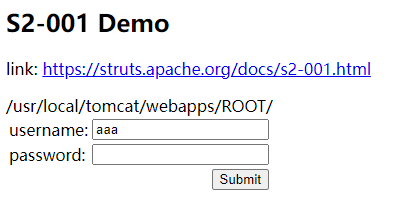 S2-001 Demo
link: https://struts.apache.org/docs/s2-001.html
/usr/local/tomcat/webapps/ROOT/
username: aaa
password:
Submit